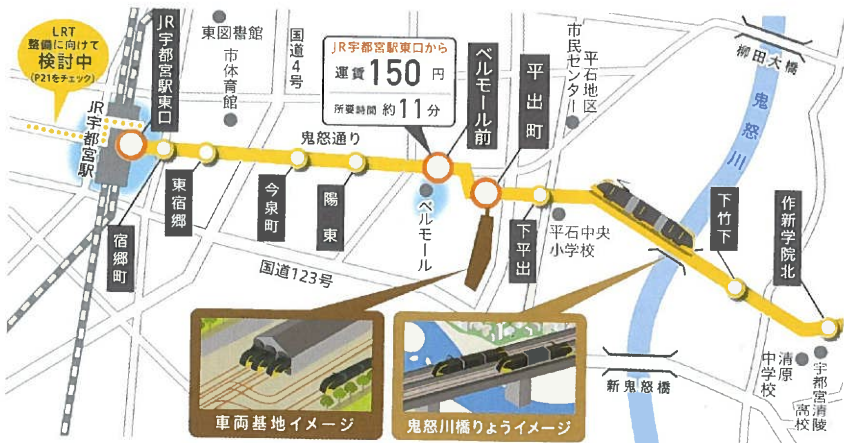 LRT
整備に向けて
検討中
(P21をチェック)
JR宇都宮駅
JR宇都宮駅東口
宿郷町
東宿郷
東図書館
市体育館
国道4号
今泉町
鬼怒通り
陽東
JR宇都宮駅東口から
運賃150円
所要時間 約11分
ベルモール前
ベルモール
平出町
平石地区
市民センター
下平出
平石中央
小学校
国道123号
柳田大橋
鬼怒川
下竹下
作新学院北
清原
中学校
宇都宮清陵
高校
新鬼怒橋
車両基地イメージ
鬼怒川橋りょうイメージ